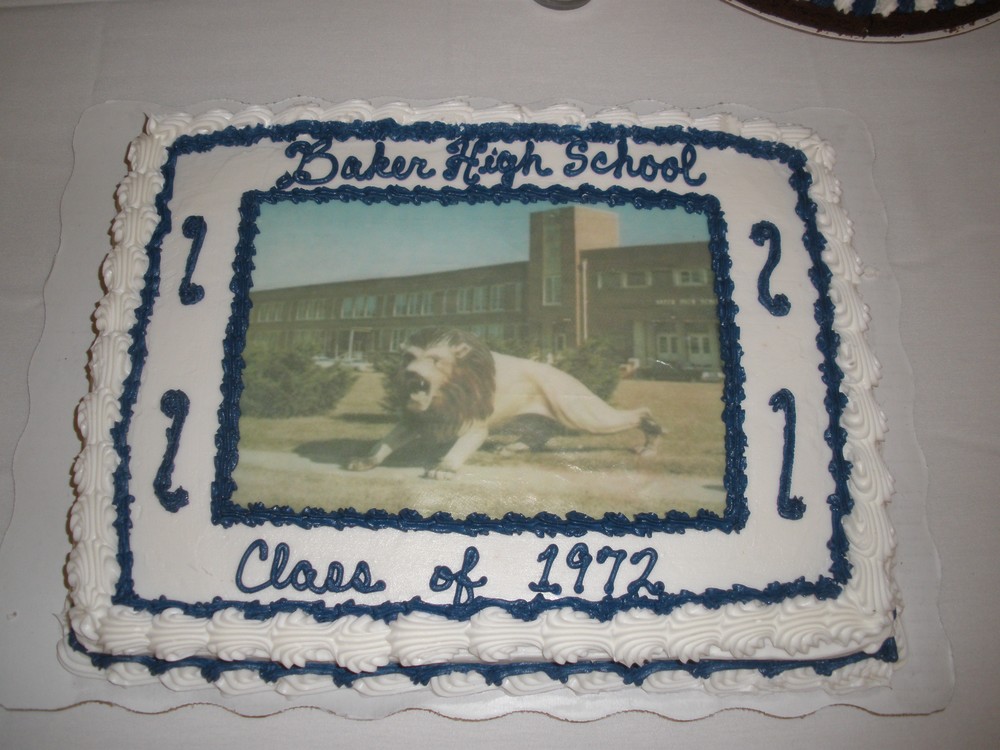 Baker High School
Class of 1972